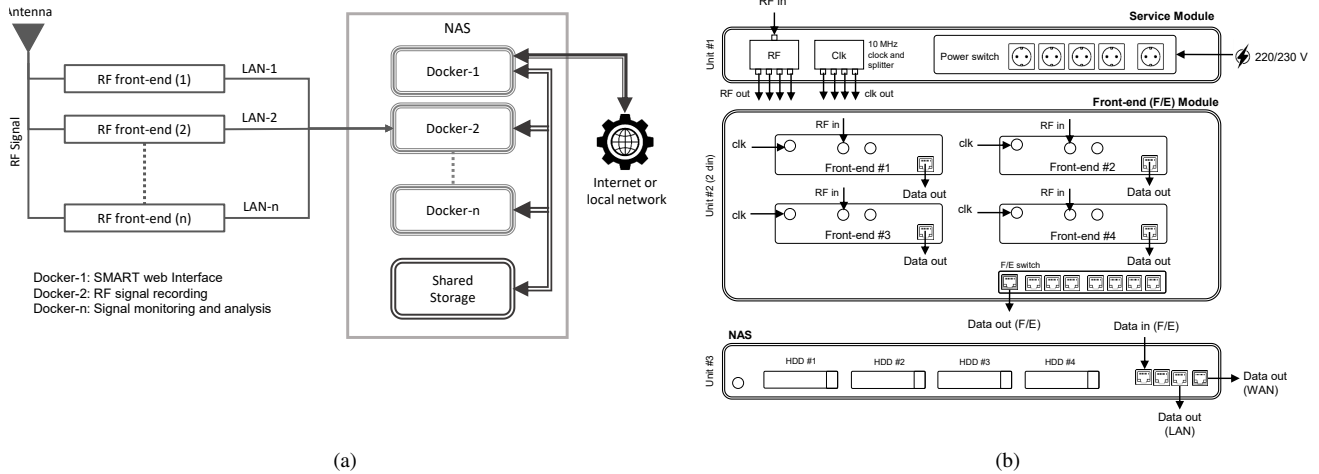 Antenna
RF Signal
RF front-end (1)
LAN-1
RF front-end (2)
LAN-2
RF front-end (n)
LAN-n
NAS
Docker-1
Docker-2
Docker-n
Shared
Storage
Internet or
local network
Docker-1: SMART web Interface
Docker-2: RF signal recording
Docker-n: Signal monitoring and analysis
(a)
RF in
Service Module
Unit #1
RF
Clk
10 MHz
clock and
splitter
Power switch
220/230 V
RF out
clk out
Front-end (F/E) Module
Unit #2 (2 din)
clk
RF in
Front-end #1
Data out
clk
RF in
Front-end #2
Data out
clk
RF in
Front-end #3
Data out
clk
RF in
Front-end #4
Data out
F/E switch
Data out (F/E)
Data in (F/E)
NAS
Unit #3
HDD #1
HDD #2
HDD #3
HDD #4
Data out
(WAN)
Data out
(LAN)
(b)